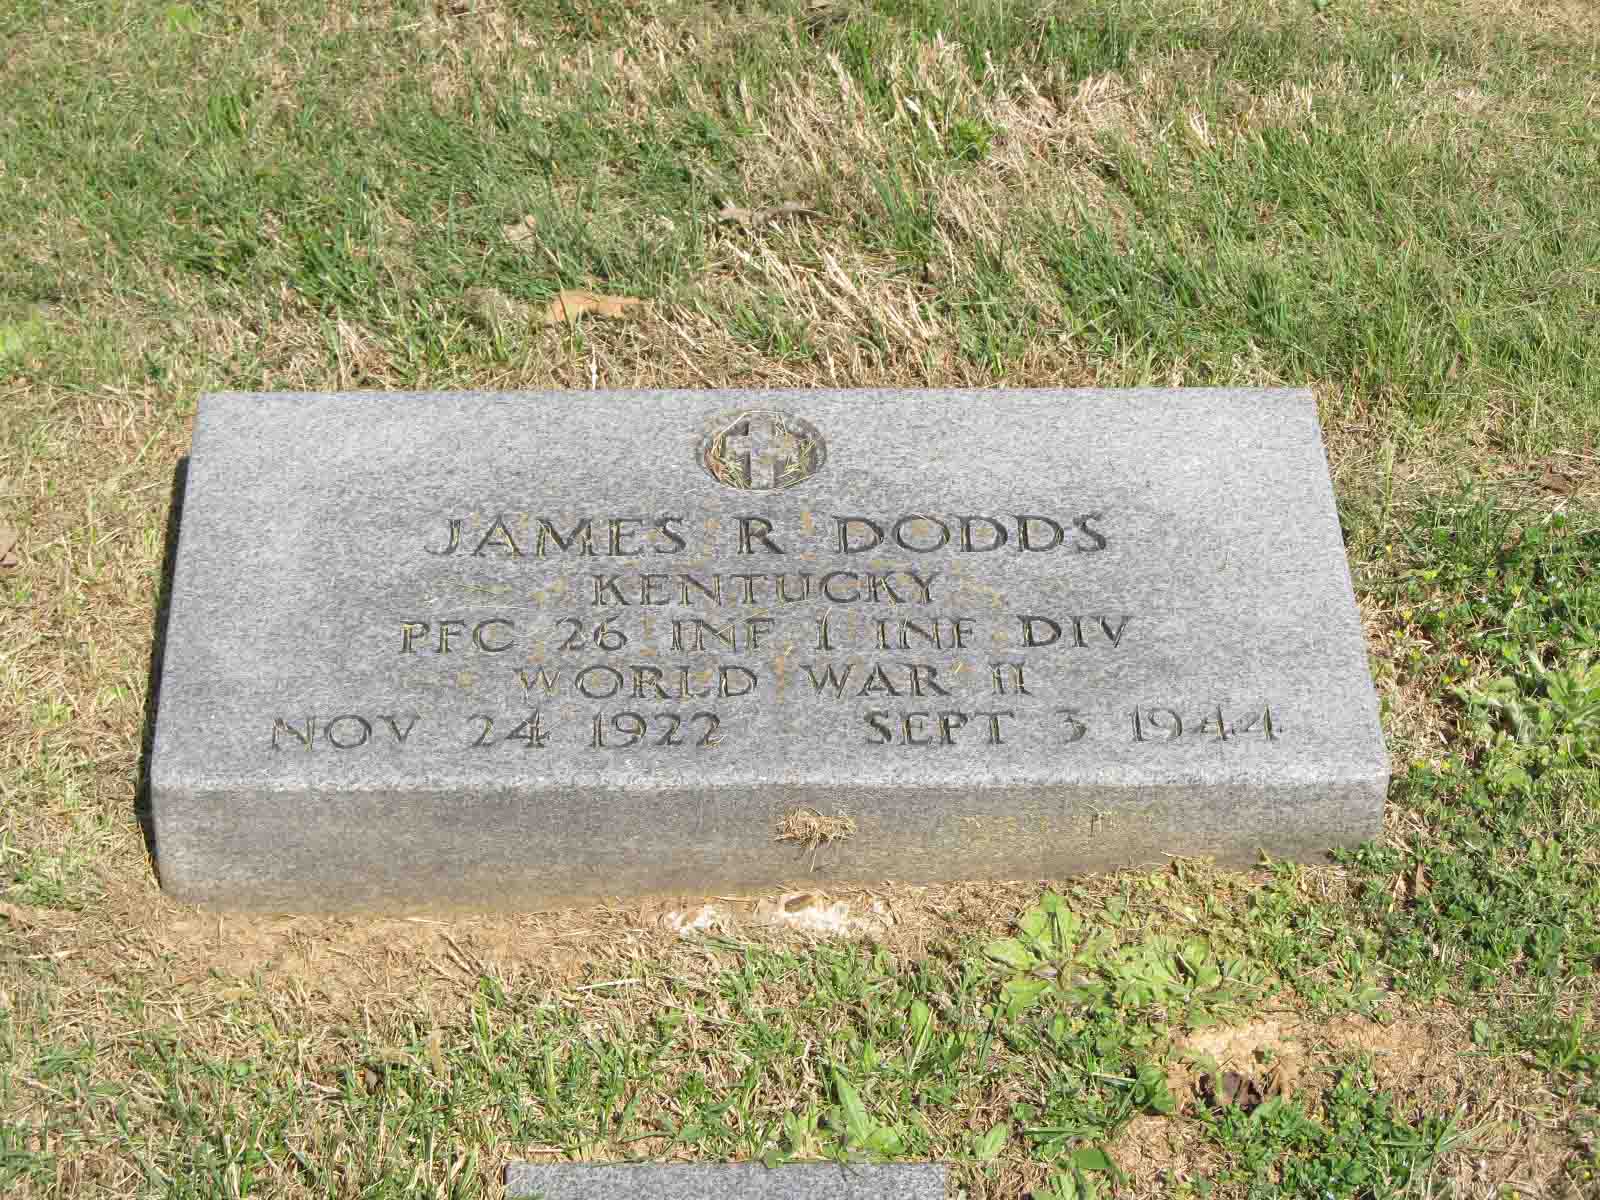 JAMES R DODDS
KENTUCKY
PFC 26 INF 1 INF DIV
WORLD WAR II
NOV 24 1922 SEPT 3 1944